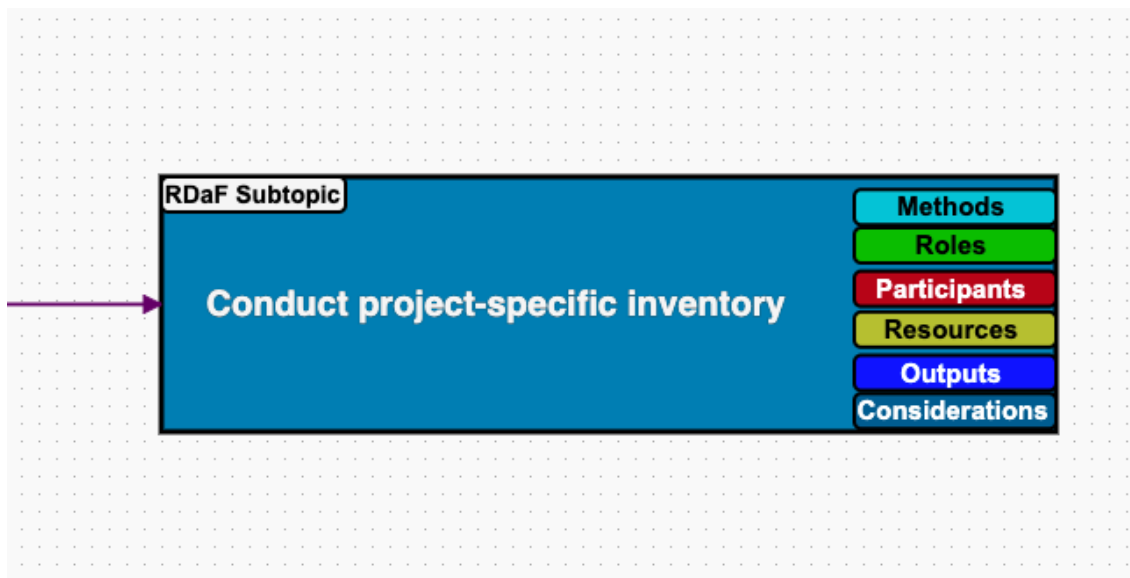 RDaF Subtopic
Conduct project-specific inventory
Methods
Roles
Participants
Resources
Outputs
Considerations